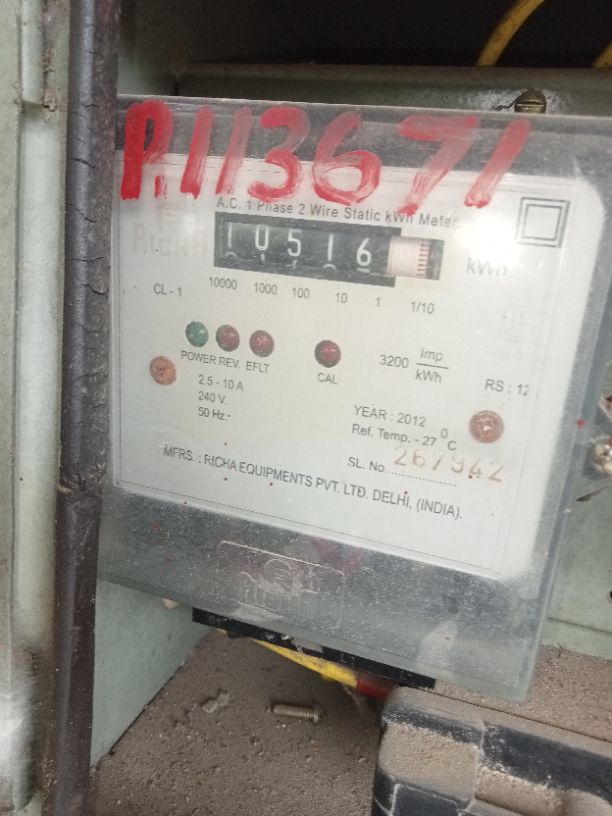 P.113671
RICHA
A.C. 1 Phase 2 Wire Static kWh Meter
10516
kWh
CL - 1
10000 1000 100 10 1 1/10
POWER REV. EFLT
CAL
3200 Imp/kWh
RS : 12
2.5 - 10 A
240 V
50 Hz
YEAR : 2012
Ref. Temp. - 27 °C
SL. No. 267942
MFRS. : RICHA EQUIPMENTS PVT. LTD. DELHI, (INDIA).